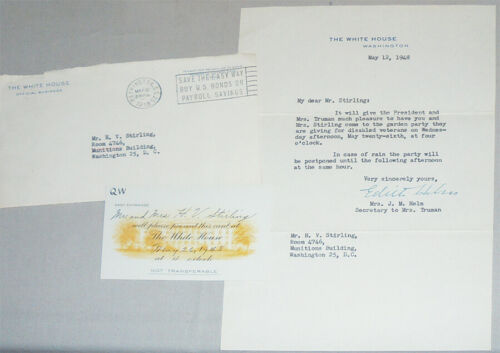 THE WHITE HOUSE
OFFICIAL BUSINESS
SAVE THE EASY WAY
BUY U.S. BONDS ON
PAYROLL SAVINGS
Mr. H. V. Stirling,
Room 4746,
Munitions Building,
Washington 25, D. C.
QW
EAST ENTRANCE
Mr and Mrs H. V. Stirling
will please present this card at
The White House
at o'clock
NOT TRANSFERABLE
THE WHITE HOUSE
WASHINGTON
May 12, 1948
My dear Mr. Stirling:
It will give the President and
Mrs. Truman much pleasure to have you and
Mrs. Stirling come to the garden party they
are giving for disabled veterans on Wednes-
day afternoon, May twenty-sixth, at four
o'clock.
In case of rain the party will
be postponed until the following afternoon
at the same hour.
Very sincerely yours,
Edith Helm
Mrs. J. M. Helm
Secretary to Mrs. Truman
Mr. H. V. Stirling,
Room 4746,
Munitions Building,
Washington 25, D.C.